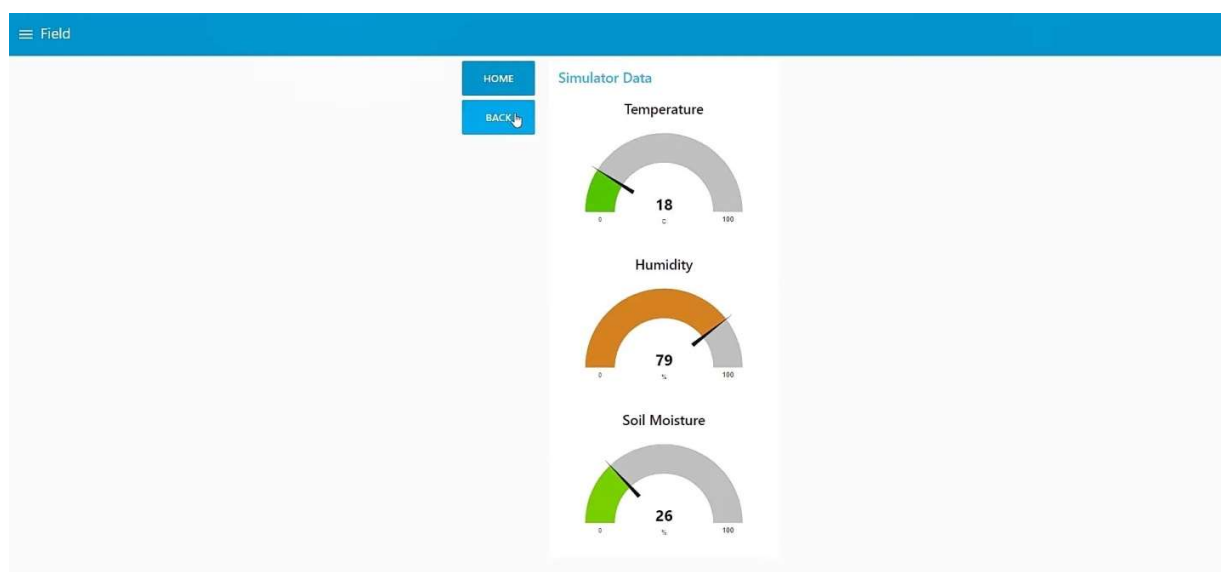 Field
HOME
BACK
Simulator Data
Temperature
18
0 C 100
Humidity
79
0 % 100
Soil Moisture
26
0 % 100